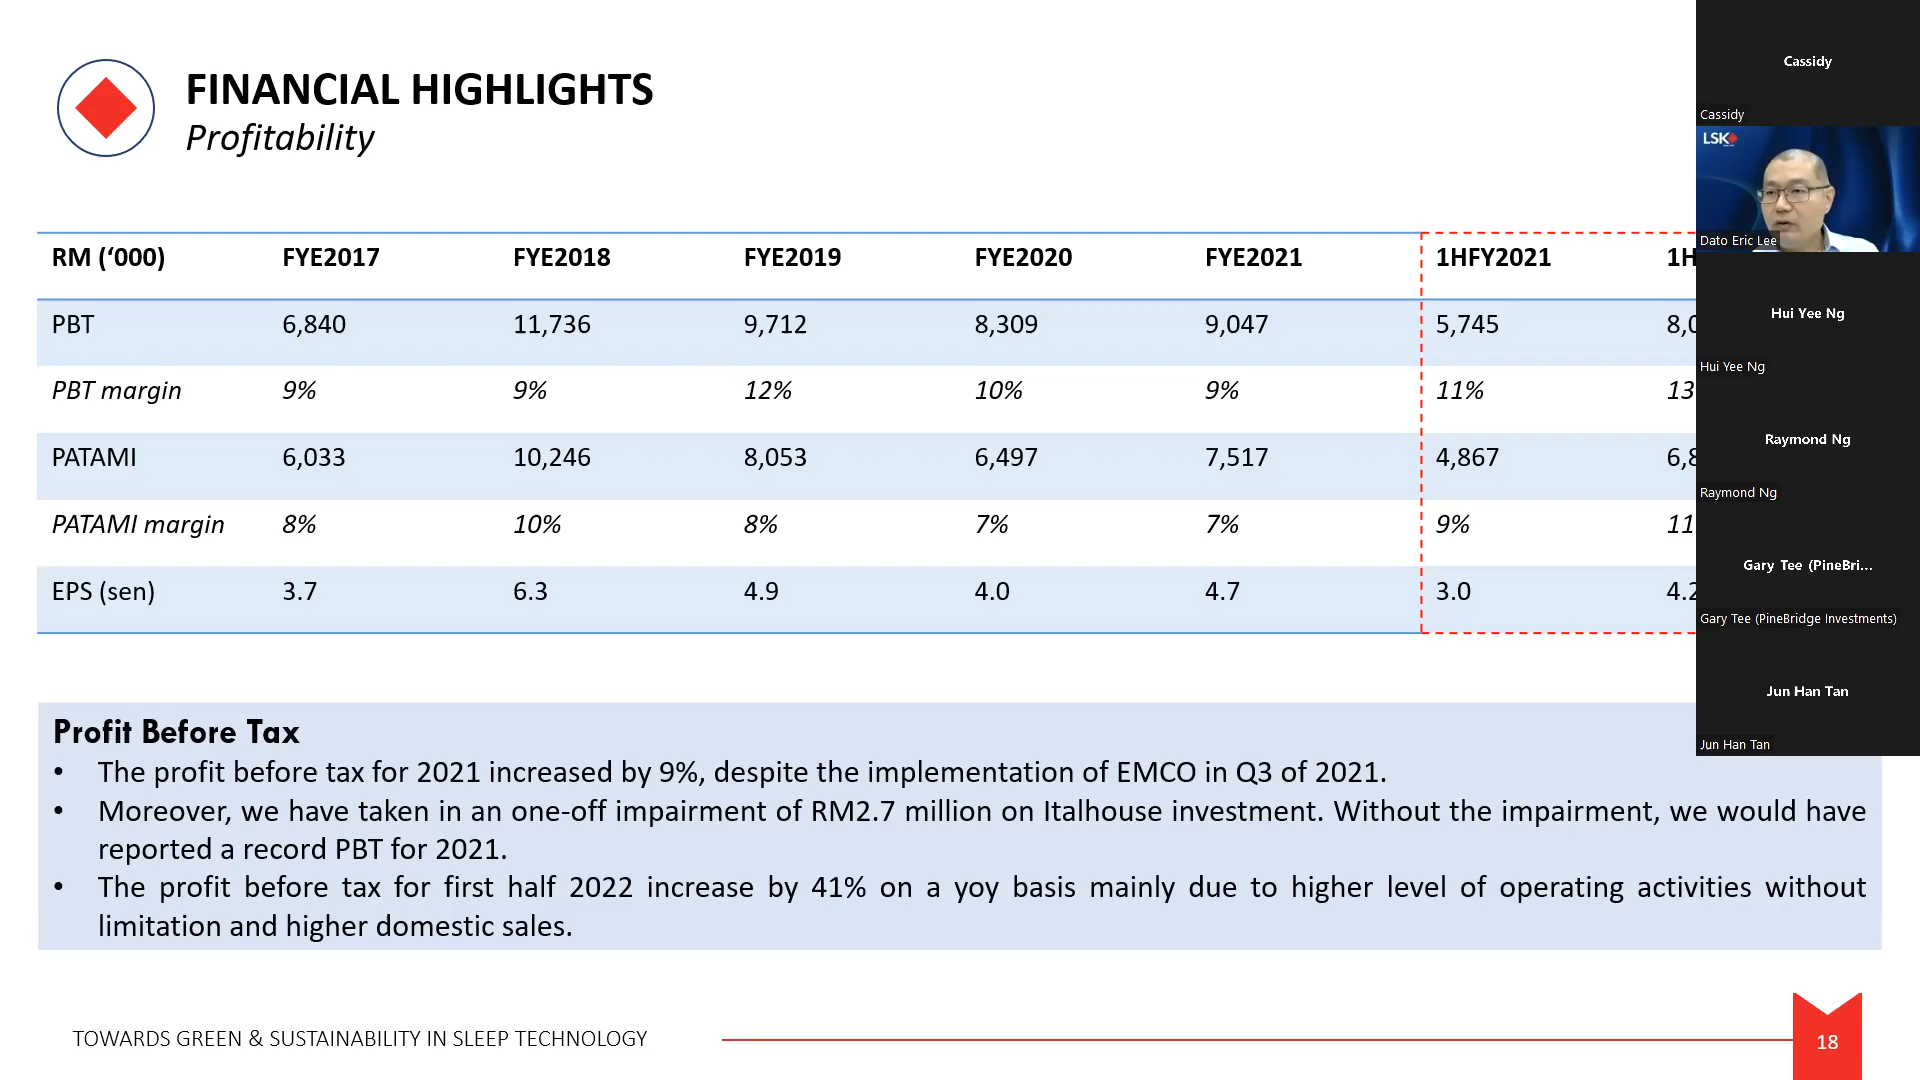 FINANCIAL HIGHLIGHTS
Profitability
RM (‘000) FYE2017 FYE2018 FYE2019 FYE2020 FYE2021 1HFY2021
PBT 6,840 11,736 9,712 8,309 9,047 5,745
PBT margin 9% 9% 12% 10% 9% 11% 13
PATAMI 6,033 10,246 8,053 6,497 7,517 4,867
PATAMI margin 8% 10% 8% 7% 7% 9% 11
EPS (sen) 3.7 6.3 4.9 4.0 4.7 3.0 4.2
Profit Before Tax
• The profit before tax for 2021 increased by 9%, despite the implementation of EMCO in Q3 of 2021.
• Moreover, we have taken in an one-off impairment of RM2.7 million on Italhouse investment. Without the impairment, we would have
reported a record PBT for 2021.
• The profit before tax for first half 2022 increase by 41% on a yoy basis mainly due to higher level of operating activities without
limitation and higher domestic sales.
TOWARDS GREEN & SUSTAINABILITY IN SLEEP TECHNOLOGY
18
Cassidy
Cassidy
LSK
Dato Eric Lee
Hui Yee Ng
Hui Yee Ng
Raymond Ng
Raymond Ng
Gary Tee (PineBri...
Gary Tee (PineBridge Investments)
Jun Han Tan
Jun Han Tan